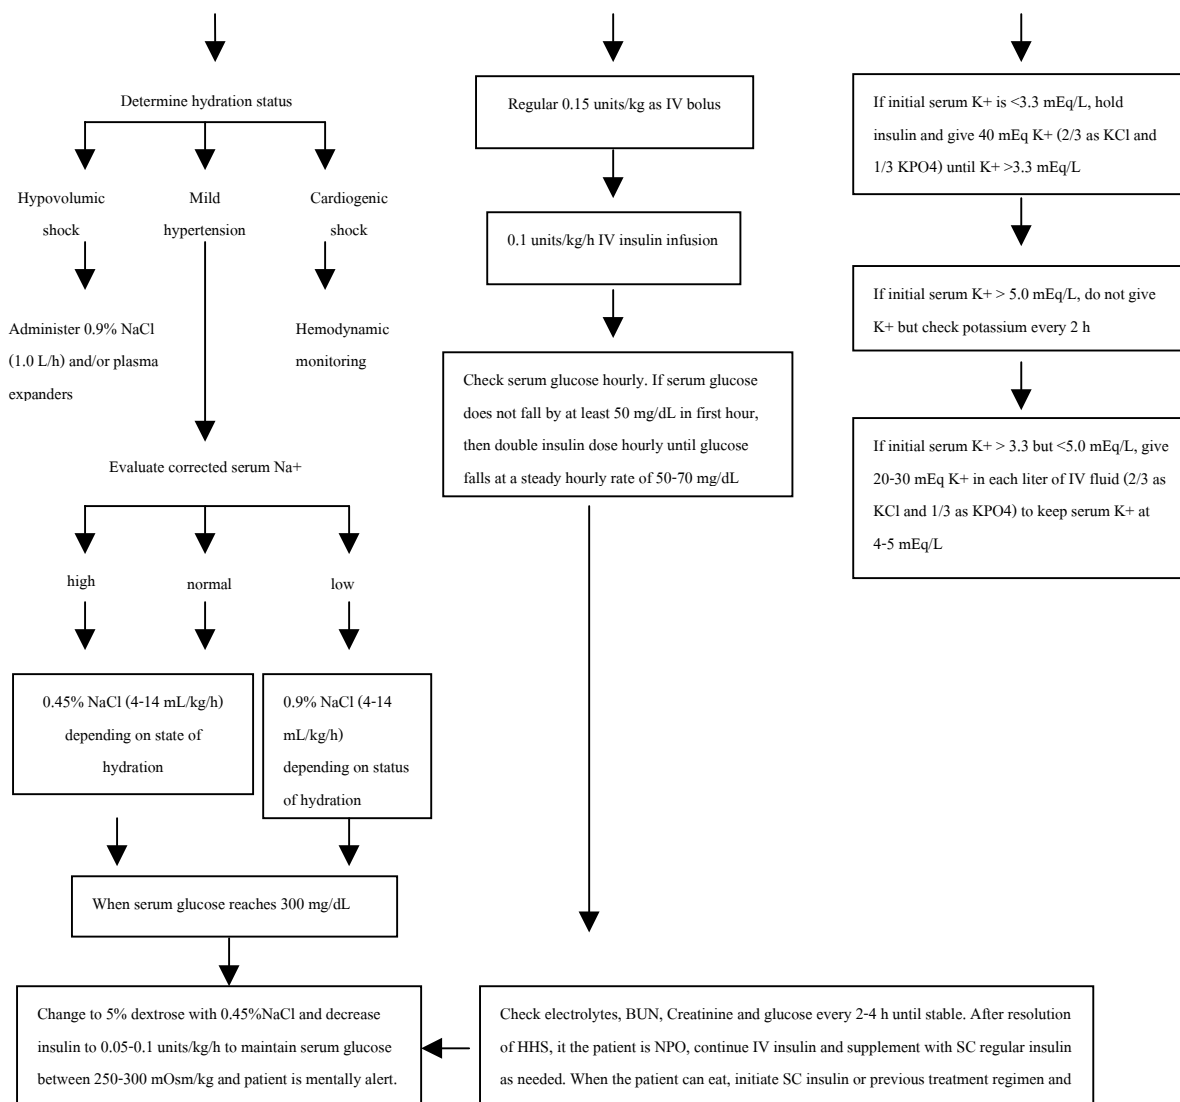 Determine hydration status
Hypovolumic
shock
Mild
hypertension
Cardiogenic
shock
Administer 0.9% NaCl
(1.0 L/h) and/or plasma
expanders
Hemodynamic
monitoring
Evaluate corrected serum Na+
high
normal
low
0.45% NaCl (4-14 mL/kg/h)
depending on state of
hydration
0.9% NaCl (4-14
mL/kg/h)
depending on status
of hydration
When serum glucose reaches 300 mg/dL
Change to 5% dextrose with 0.45%NaCl and decrease
insulin to 0.05-0.1 units/kg/h to maintain serum glucose
between 250-300 mOsm/kg and patient is mentally alert.
Regular 0.15 units/kg as IV bolus
0.1 units/kg/h IV insulin infusion
Check serum glucose hourly. If serum glucose
does not fall by at least 50 mg/dL in first hour,
then double insulin dose hourly until glucose
falls at a steady hourly rate of 50-70 mg/dL
Check electrolytes, BUN, Creatinine and glucose every 2-4 h until stable. After resolution
of HHS, it the patient is NPO, continue IV insulin and supplement with SC regular insulin
as needed. When the patient can eat, initiate SC insulin or previous treatment regimen and
If initial serum K+ is <3.3 mEq/L, hold
insulin and give 40 mEq K+ (2/3 as KCl and
1/3 KPO4) until K+ >3.3 mEq/L
If initial serum K+ > 5.0 mEq/L, do not give
K+ but check potassium every 2 h
If initial serum K+ > 3.3 but <5.0 mEq/L, give
20-30 mEq K+ in each liter of IV fluid (2/3 as
KCl and 1/3 as KPO4) to keep serum K+ at
4-5 mEq/L